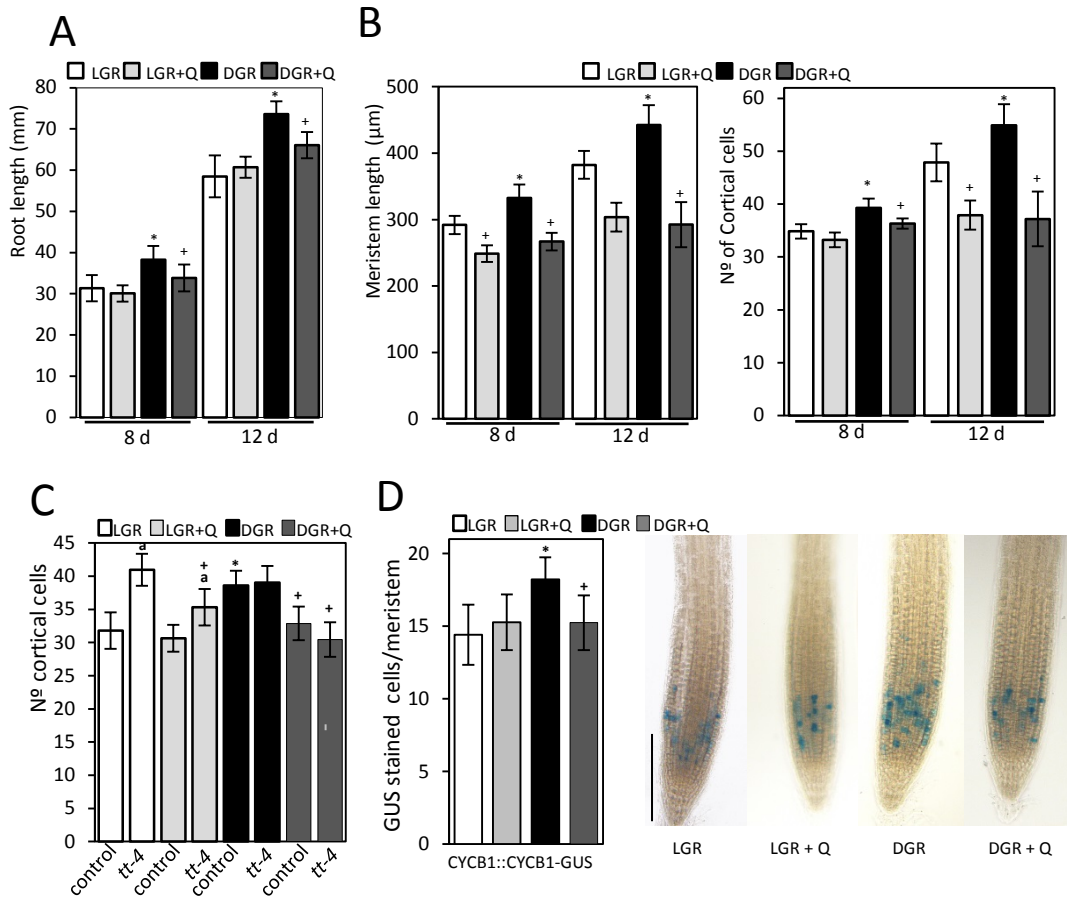 A
B
LGR LGR+Q DGR DGR+Q
LGR LGR+Q DGR DGR+Q
Root length (mm)
80
70
60
50
40
30
20
10
0
*
+
*
+
8 d
12 d
Meristem length (µm)
500
400
300
200
100
0
+
*
+
*
+
8 d
12 d
Nº of Cortical cells
60
50
40
30
20
10
0
*
+
+
*
+
8 d
12 d
C
D
LGR LGR+Q DGR DGR+Q
LGR LGR+Q DGR DGR+Q
Nº cortical cells
45
40
35
30
25
20
15
10
5
0
a
+
a
*
+
+
control tt-4 control tt-4 control tt-4 control tt-4
GUS stained cells/meristem
20
15
10
5
0
*
+
CYCB1::CYCB1-GUS
LGR
LGR + Q
DGR
DGR + Q